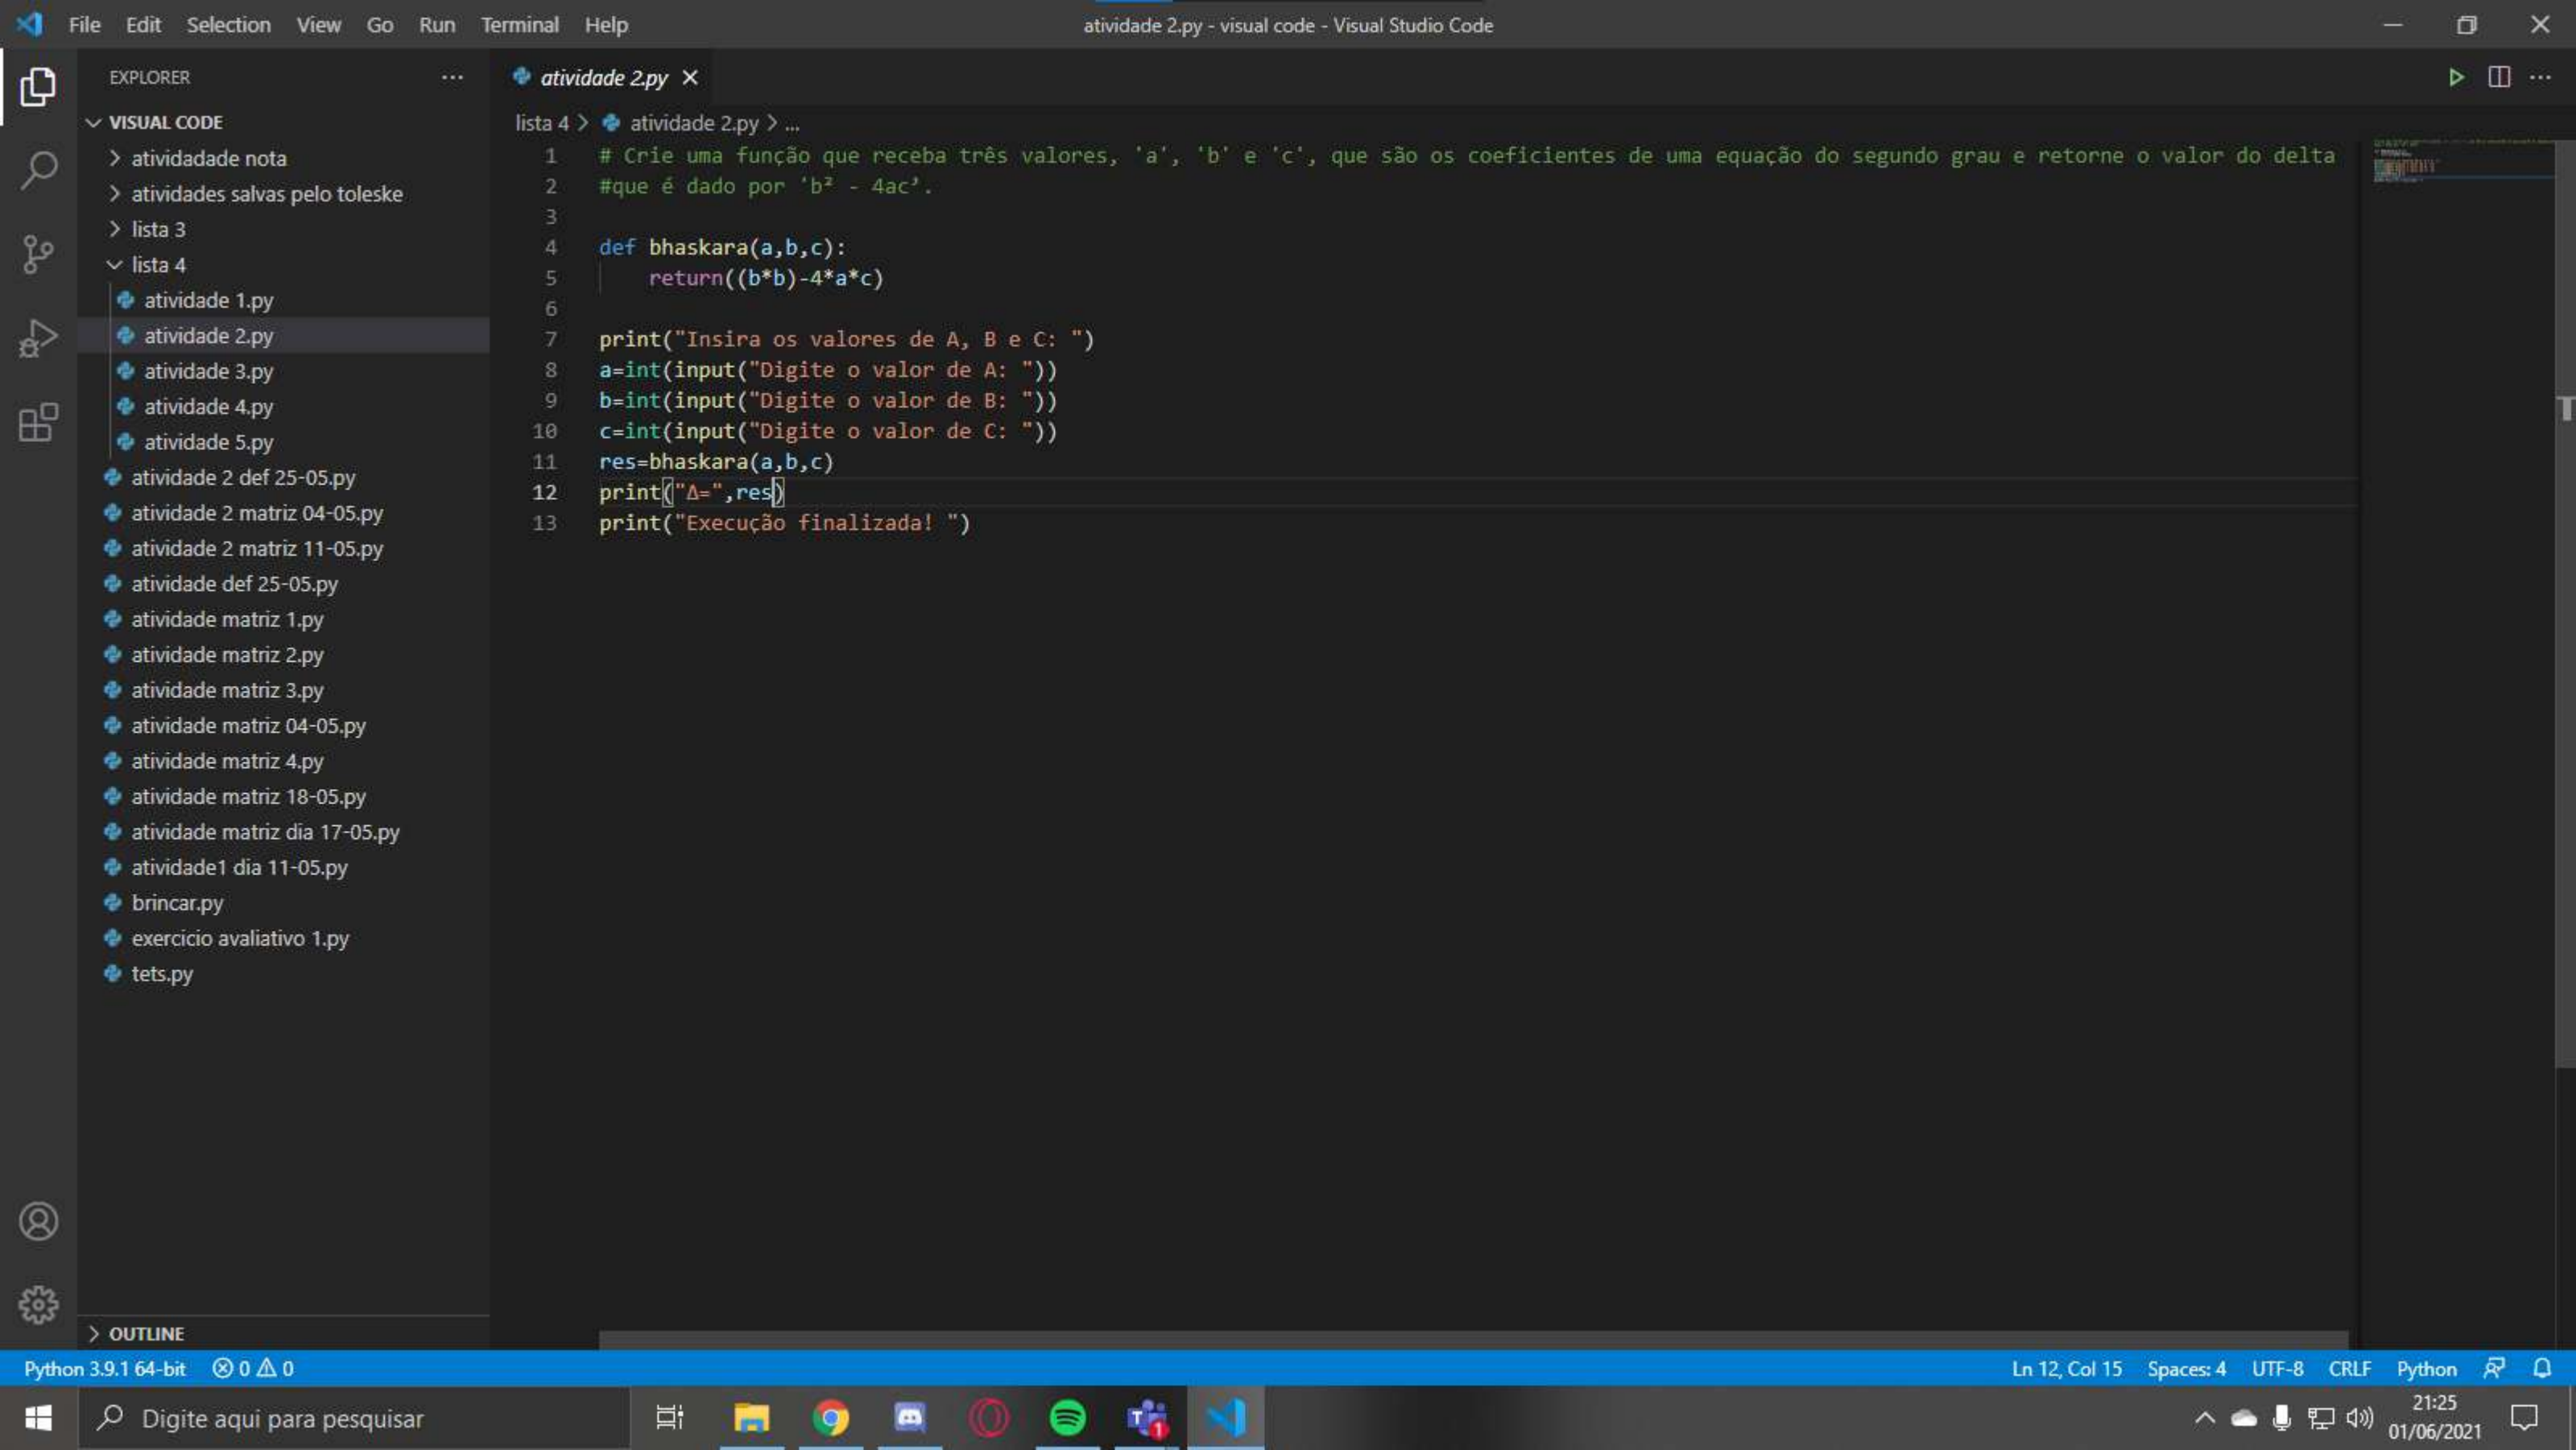 File Edit Selection View Go Run Terminal Help
atividade 2.py - visual code - Visual Studio Code
EXPLORER
VISUAL CODE
atividadade nota
atividades salvas pelo toleske
lista 3
lista 4
atividade 1.py
atividade 2.py
atividade 3.py
atividade 4.py
atividade 5.py
atividade 2 def 25-05.py
atividade 2 matriz 04-05.py
atividade 2 matriz 11-05.py
atividade def 25-05.py
atividade matriz 1.py
atividade matriz 2.py
atividade matriz 3.py
atividade matriz 04-05.py
atividade matriz 4.py
atividade matriz 18-05.py
atividade matriz dia 17-05.py
atividade1 dia 11-05.py
brincar.py
exercicio avaliativo 1.py
tets.py
OUTLINE
atividade 2.py
lista 4 > atividade 2.py > ...
1 # Crie uma função que receba três valores, 'a', 'b' e 'c', que são os coeficientes de uma equação do segundo grau e retorne o valor do delta
2 #que é dado por 'b² - 4ac’.
3
4 def bhaskara(a,b,c):
5     return((b*b)-4*a*c)
6
7 print("Insira os valores de A, B e C: ")
8 a=int(input("Digite o valor de A: "))
9 b=int(input("Digite o valor de B: "))
10 c=int(input("Digite o valor de C: "))
11 res=bhaskara(a,b,c)
12 print("Δ=",res)
13 print("Execução finalizada! ")
Python 3.9.1 64-bit 0 0
Ln 12, Col 15 Spaces: 4 UTF-8 CRLF Python
Digite aqui para pesquisar
1
21:25
01/06/2021